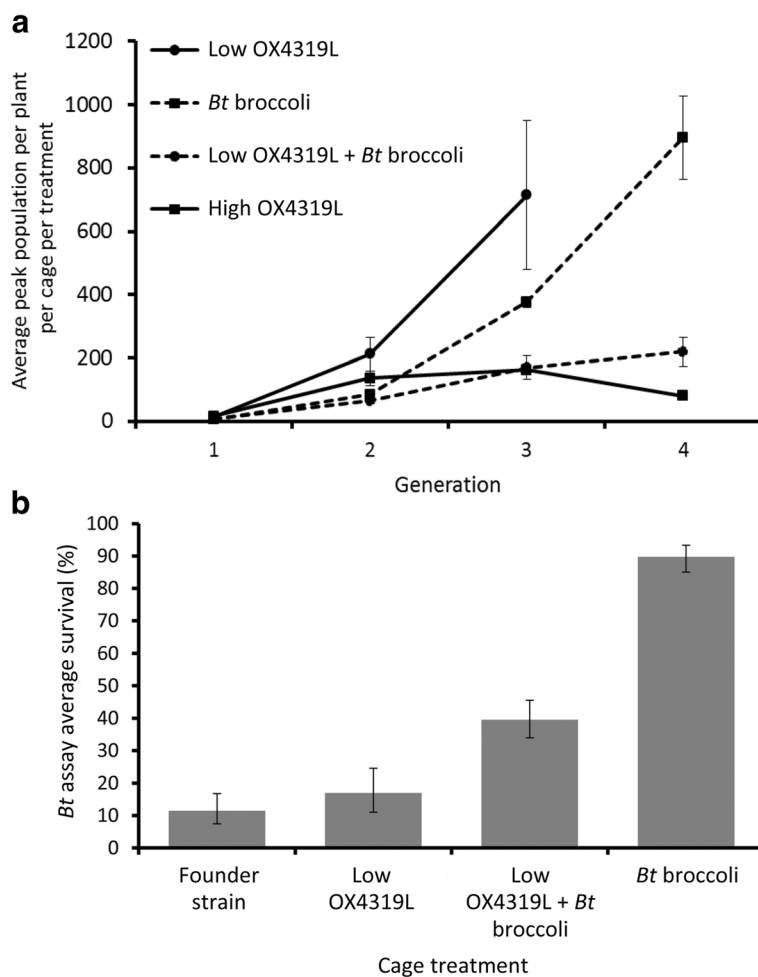 a
1200
1000
800
600
400
200
0
Average peak population per plant
per cage per treatment
Low OX4319L
Bt broccoli
Low OX4319L + Bt broccoli
High OX4319L
1 2 3 4
Generation
b
100
90
80
70
60
50
40
30
20
10
0
Bt assay average survival (%)
Founder
strain
Low
OX4319L
Low
OX4319L + Bt
broccoli
Bt broccoli
Cage treatment